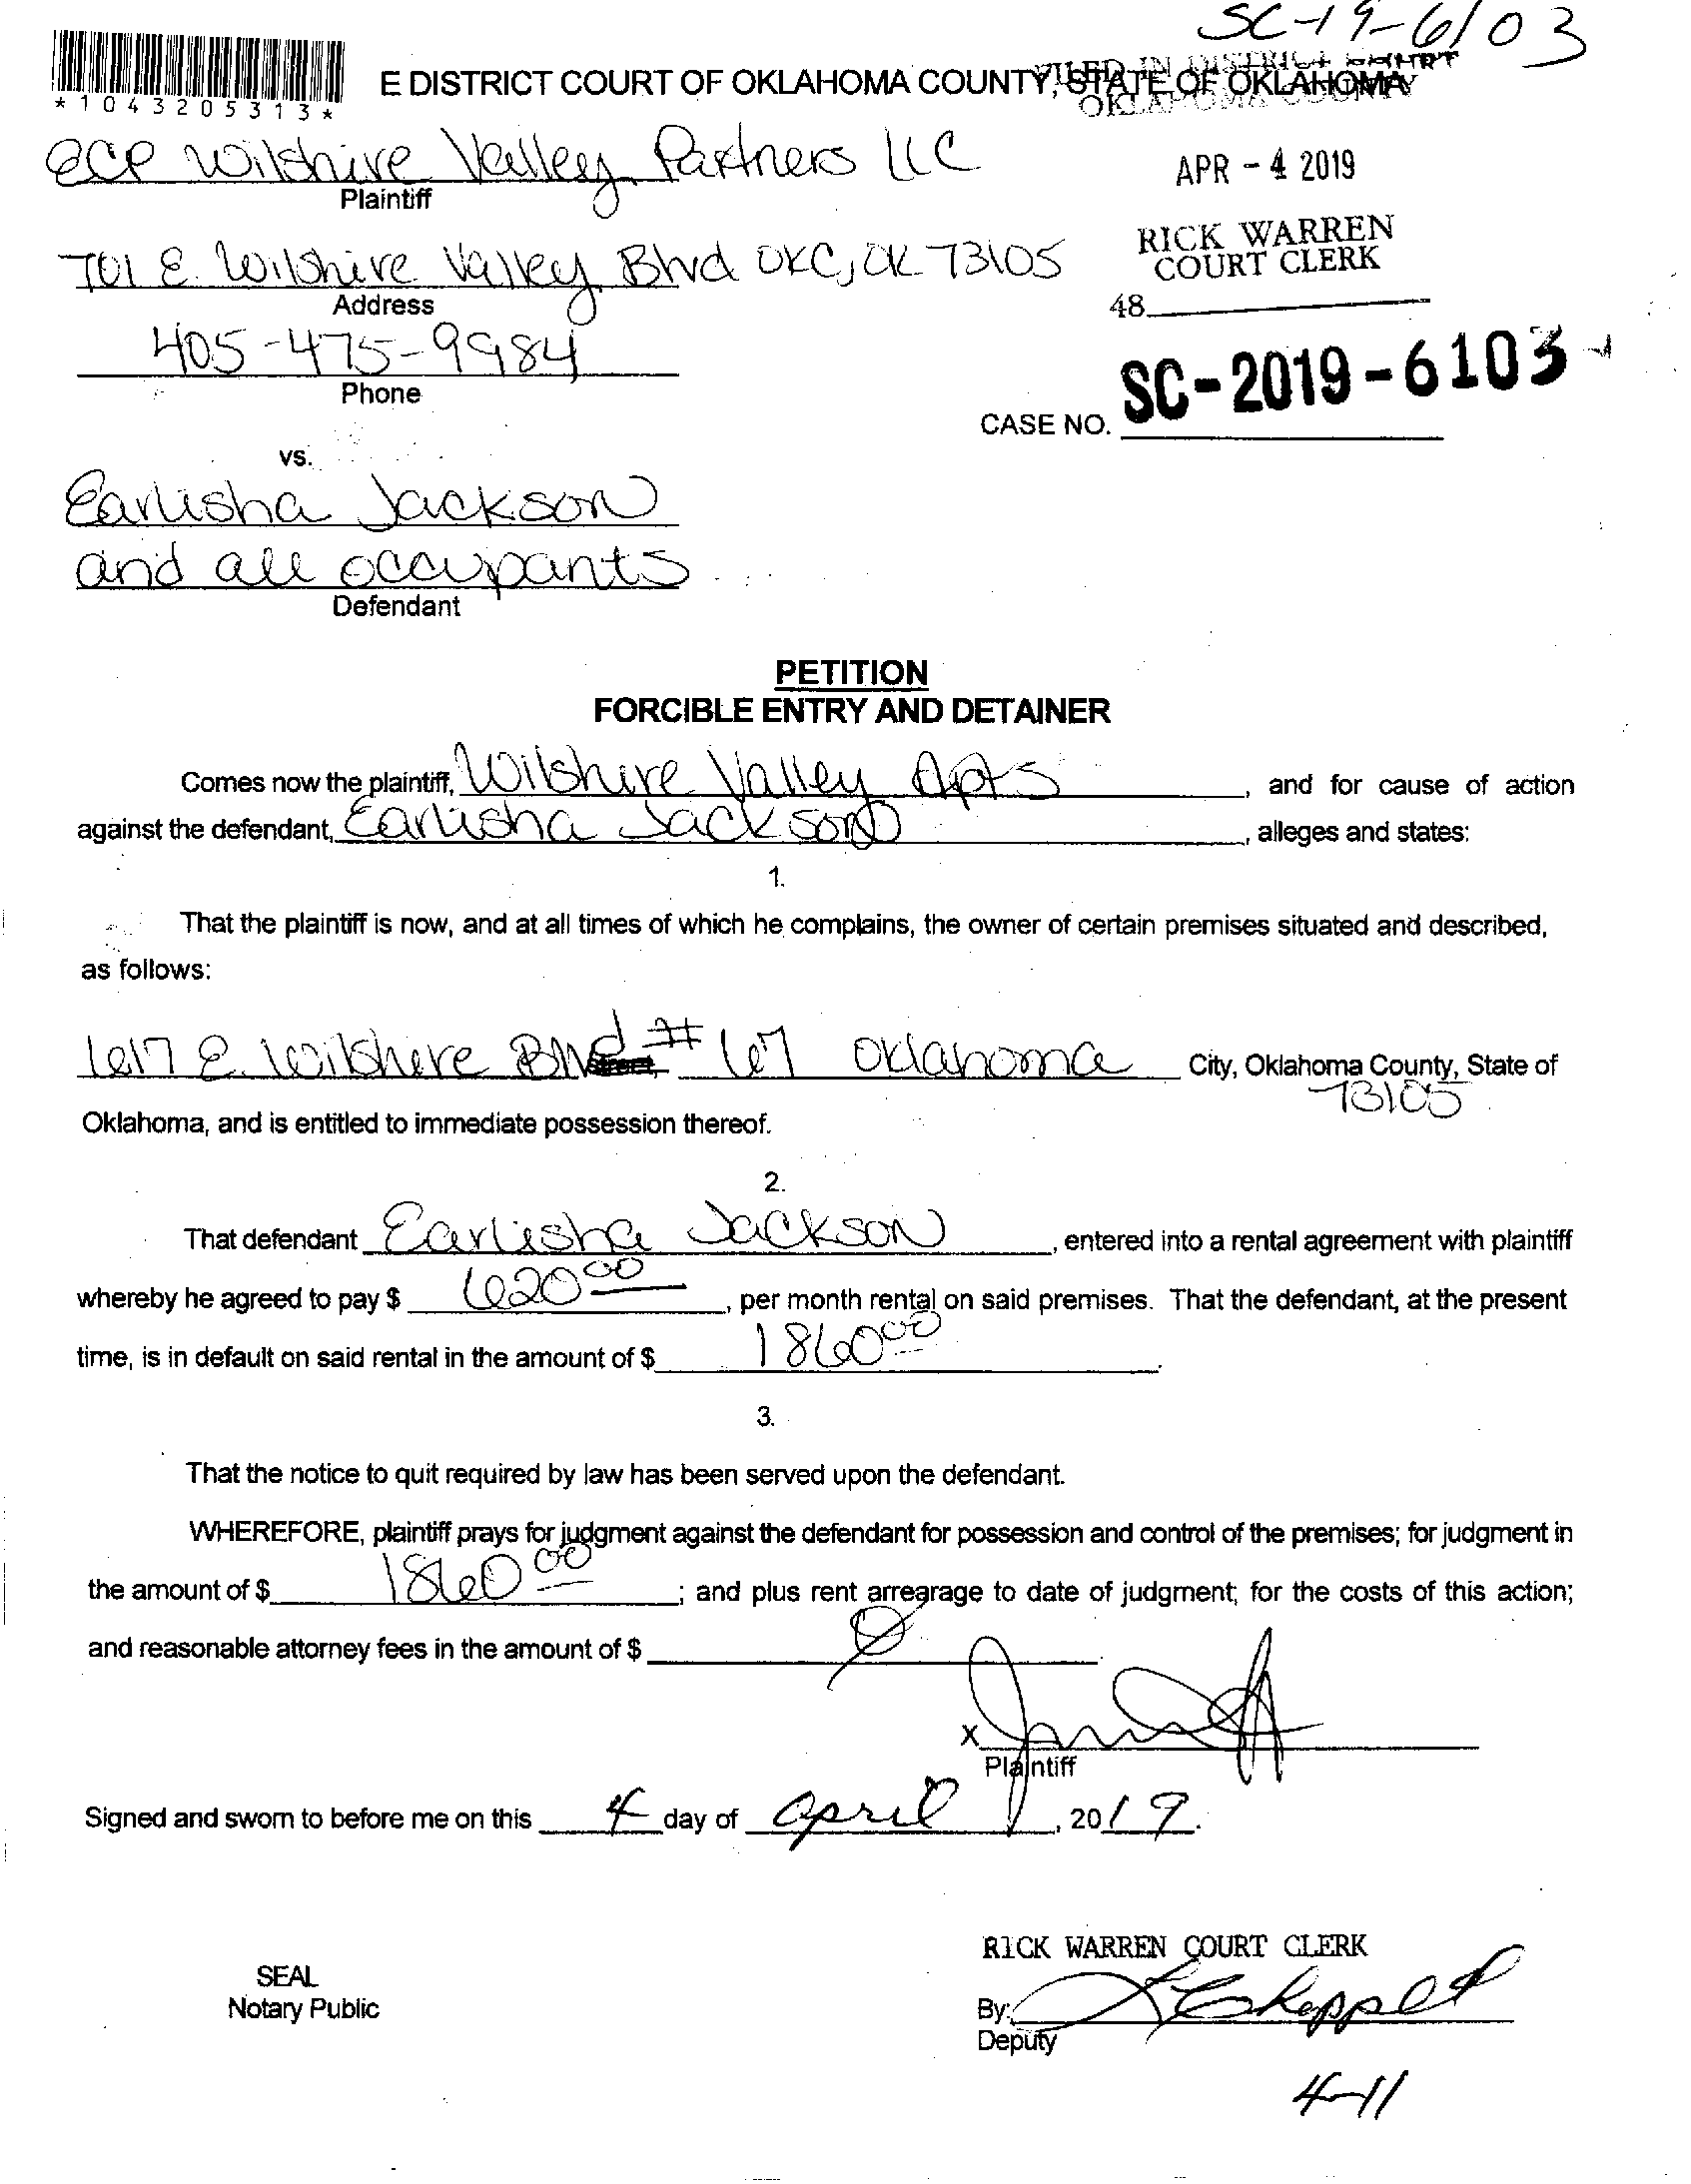 SC-19-6103
*1043205313*
E DISTRICT COURT OF OKLAHOMA COUNTY, STATE OF OKLAHOMA
FILED IN DISTRICT COURT
OKLAHOMA COUNTY
ECP Wilshire Valley Partners LLC
Plaintiff
APR - 4 2019
701 E. Wilshire Valley Blvd OKC, OK 73105
Address
RICK WARREN
COURT CLERK
48
405-475-9984
Phone
CASE NO. SC-2019-6103
vs.
Earlisha Jackson
and all occupants
Defendant
PETITION
FORCIBLE ENTRY AND DETAINER
Comes now the plaintiff, Wilshire Valley Apts, and for cause of action
against the defendant, Earlisha Jackson, alleges and states:
1.
That the plaintiff is now, and at all times of which he complains, the owner of certain premises situated and described,
as follows:
1617 E. Wilshire Blvd # 67 Oklahoma City, Oklahoma County, State of
73105
Oklahoma, and is entitled to immediate possession thereof.
2.
That defendant Earlisha Jackson, entered into a rental agreement with plaintiff
whereby he agreed to pay $ 620 00, per month rental on said premises. That the defendant, at the present
time, is in default on said rental in the amount of $ 1860 00.
3.
That the notice to quit required by law has been served upon the defendant.
WHEREFORE, plaintiff prays for judgment against the defendant for possession and control of the premises; for judgment in
the amount of $ 1860 00; and plus rent arrearage to date of judgment; for the costs of this action;
and reasonable attorney fees in the amount of $ Ø.
X
Plaintiff
Signed and sworn to before me on this 4 day of april, 2019.
RICK WARREN COURT CLERK
SEAL
Notary Public
By:
Deputy
4-11